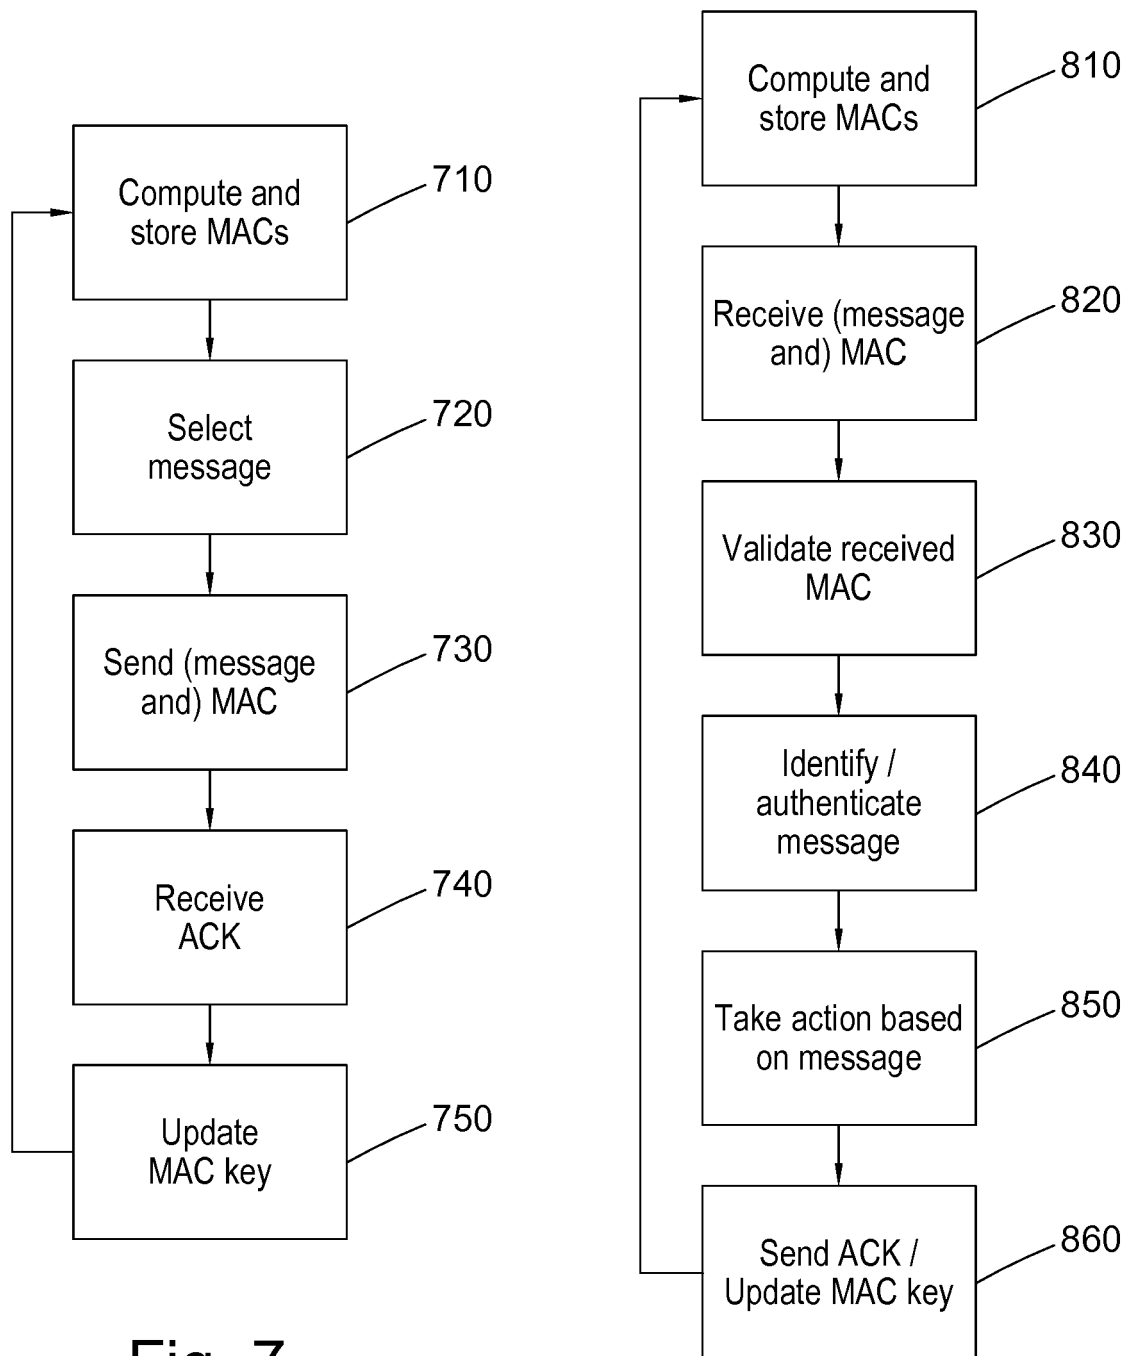 Compute and
store MACs
710
Select
message
720
Send (message
and) MAC
730
Receive
ACK
740
Update
MAC key
750
Fig. 7
Compute and
store MACs
810
Receive (message
and) MAC
820
Validate received
MAC
830
Identify /
authenticate
message
840
Take action based
on message
850
Send ACK /
Update MAC key
860